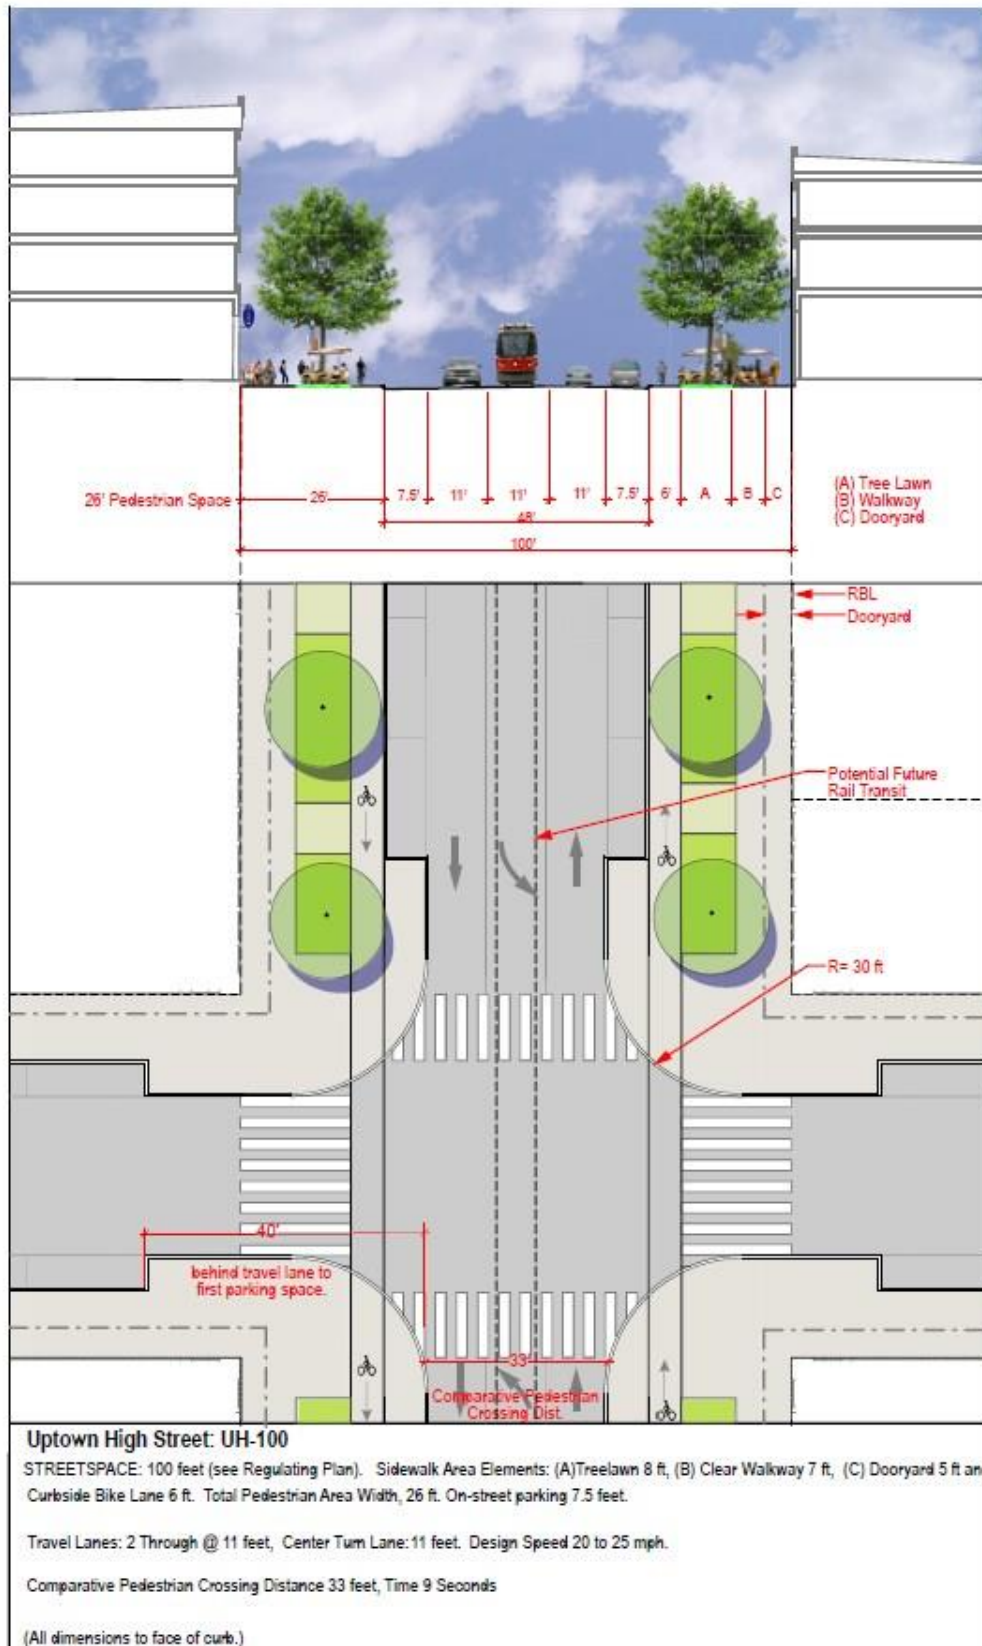 26' Pedestrian Space
26'
7.5'
11'
11'
11'
7.5'
6'
A
B
C
(A) Tree Lawn
(B) Walkway
(C) Dooryard
48'
100'
RBL
Dooryard
Potential Future
Rail Transit
R= 30 ft
40'
behind travel lane to
first parking space.
33'
Comparative Pedestrian
Crossing Dist.
Uptown High Street: UH-100
STREETSPACE: 100 feet (see Regulating Plan). Sidewalk Area Elements: (A)Treelawn 8 ft, (B) Clear Walkway 7 ft, (C) Dooryard 5 ft an
Curbside Bike Lane 6 ft. Total Pedestrian Area Width, 26 ft. On-street parking 7.5 feet.
Travel Lanes: 2 Through @ 11 feet, Center Turn Lane: 11 feet. Design Speed 20 to 25 mph.
Comparative Pedestrian Crossing Distance 33 feet, Time 9 Seconds
(All dimensions to face of curb.)